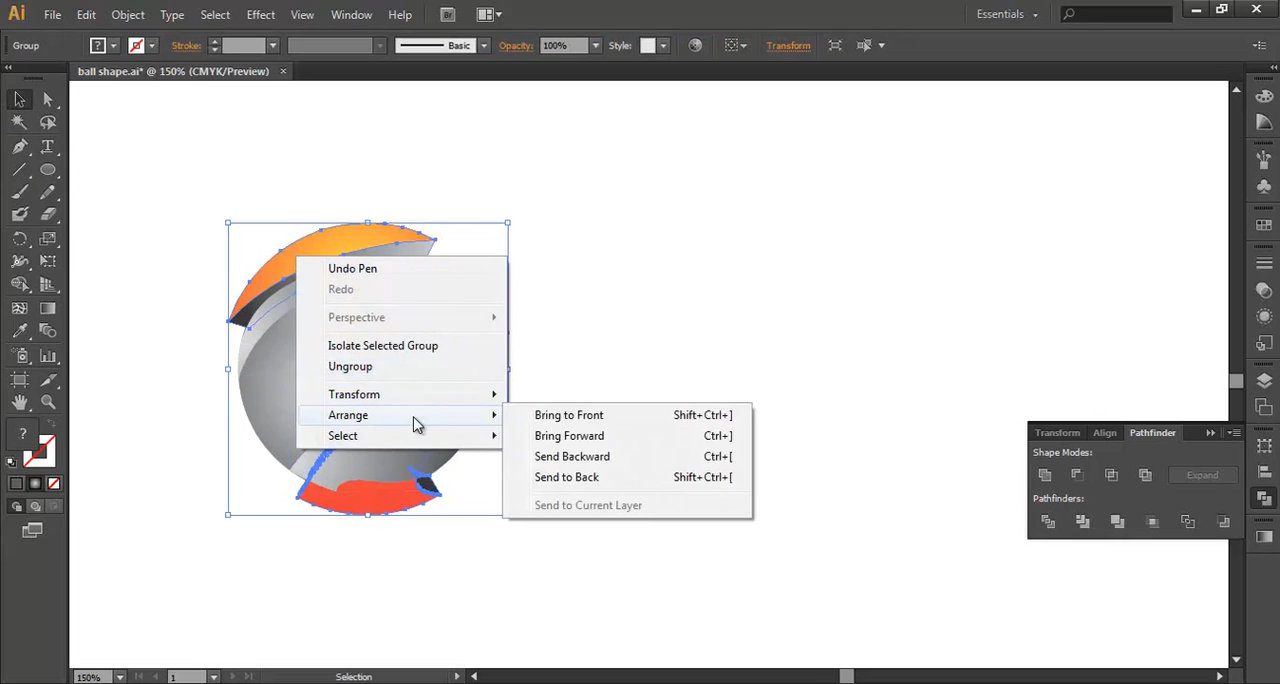 Ai File Edit Object Type Select Effect View Window Help Br Essentials
Group ? Stroke: Basic Opacity: 100% Style: Transform
ball shape.ai* @ 150% (CMYK/Preview) ×
Undo Pen
Redo
Perspective
Isolate Selected Group
Ungroup
Transform
Arrange
Select
Bring to Front Shift+Ctrl+]
Bring Forward Ctrl+]
Send Backward Ctrl+[
Send to Back Shift+Ctrl+[
Send to Current Layer
?
Transform Align Pathfinder
Shape Modes:
Expand
Pathfinders:
150% 1 Selection